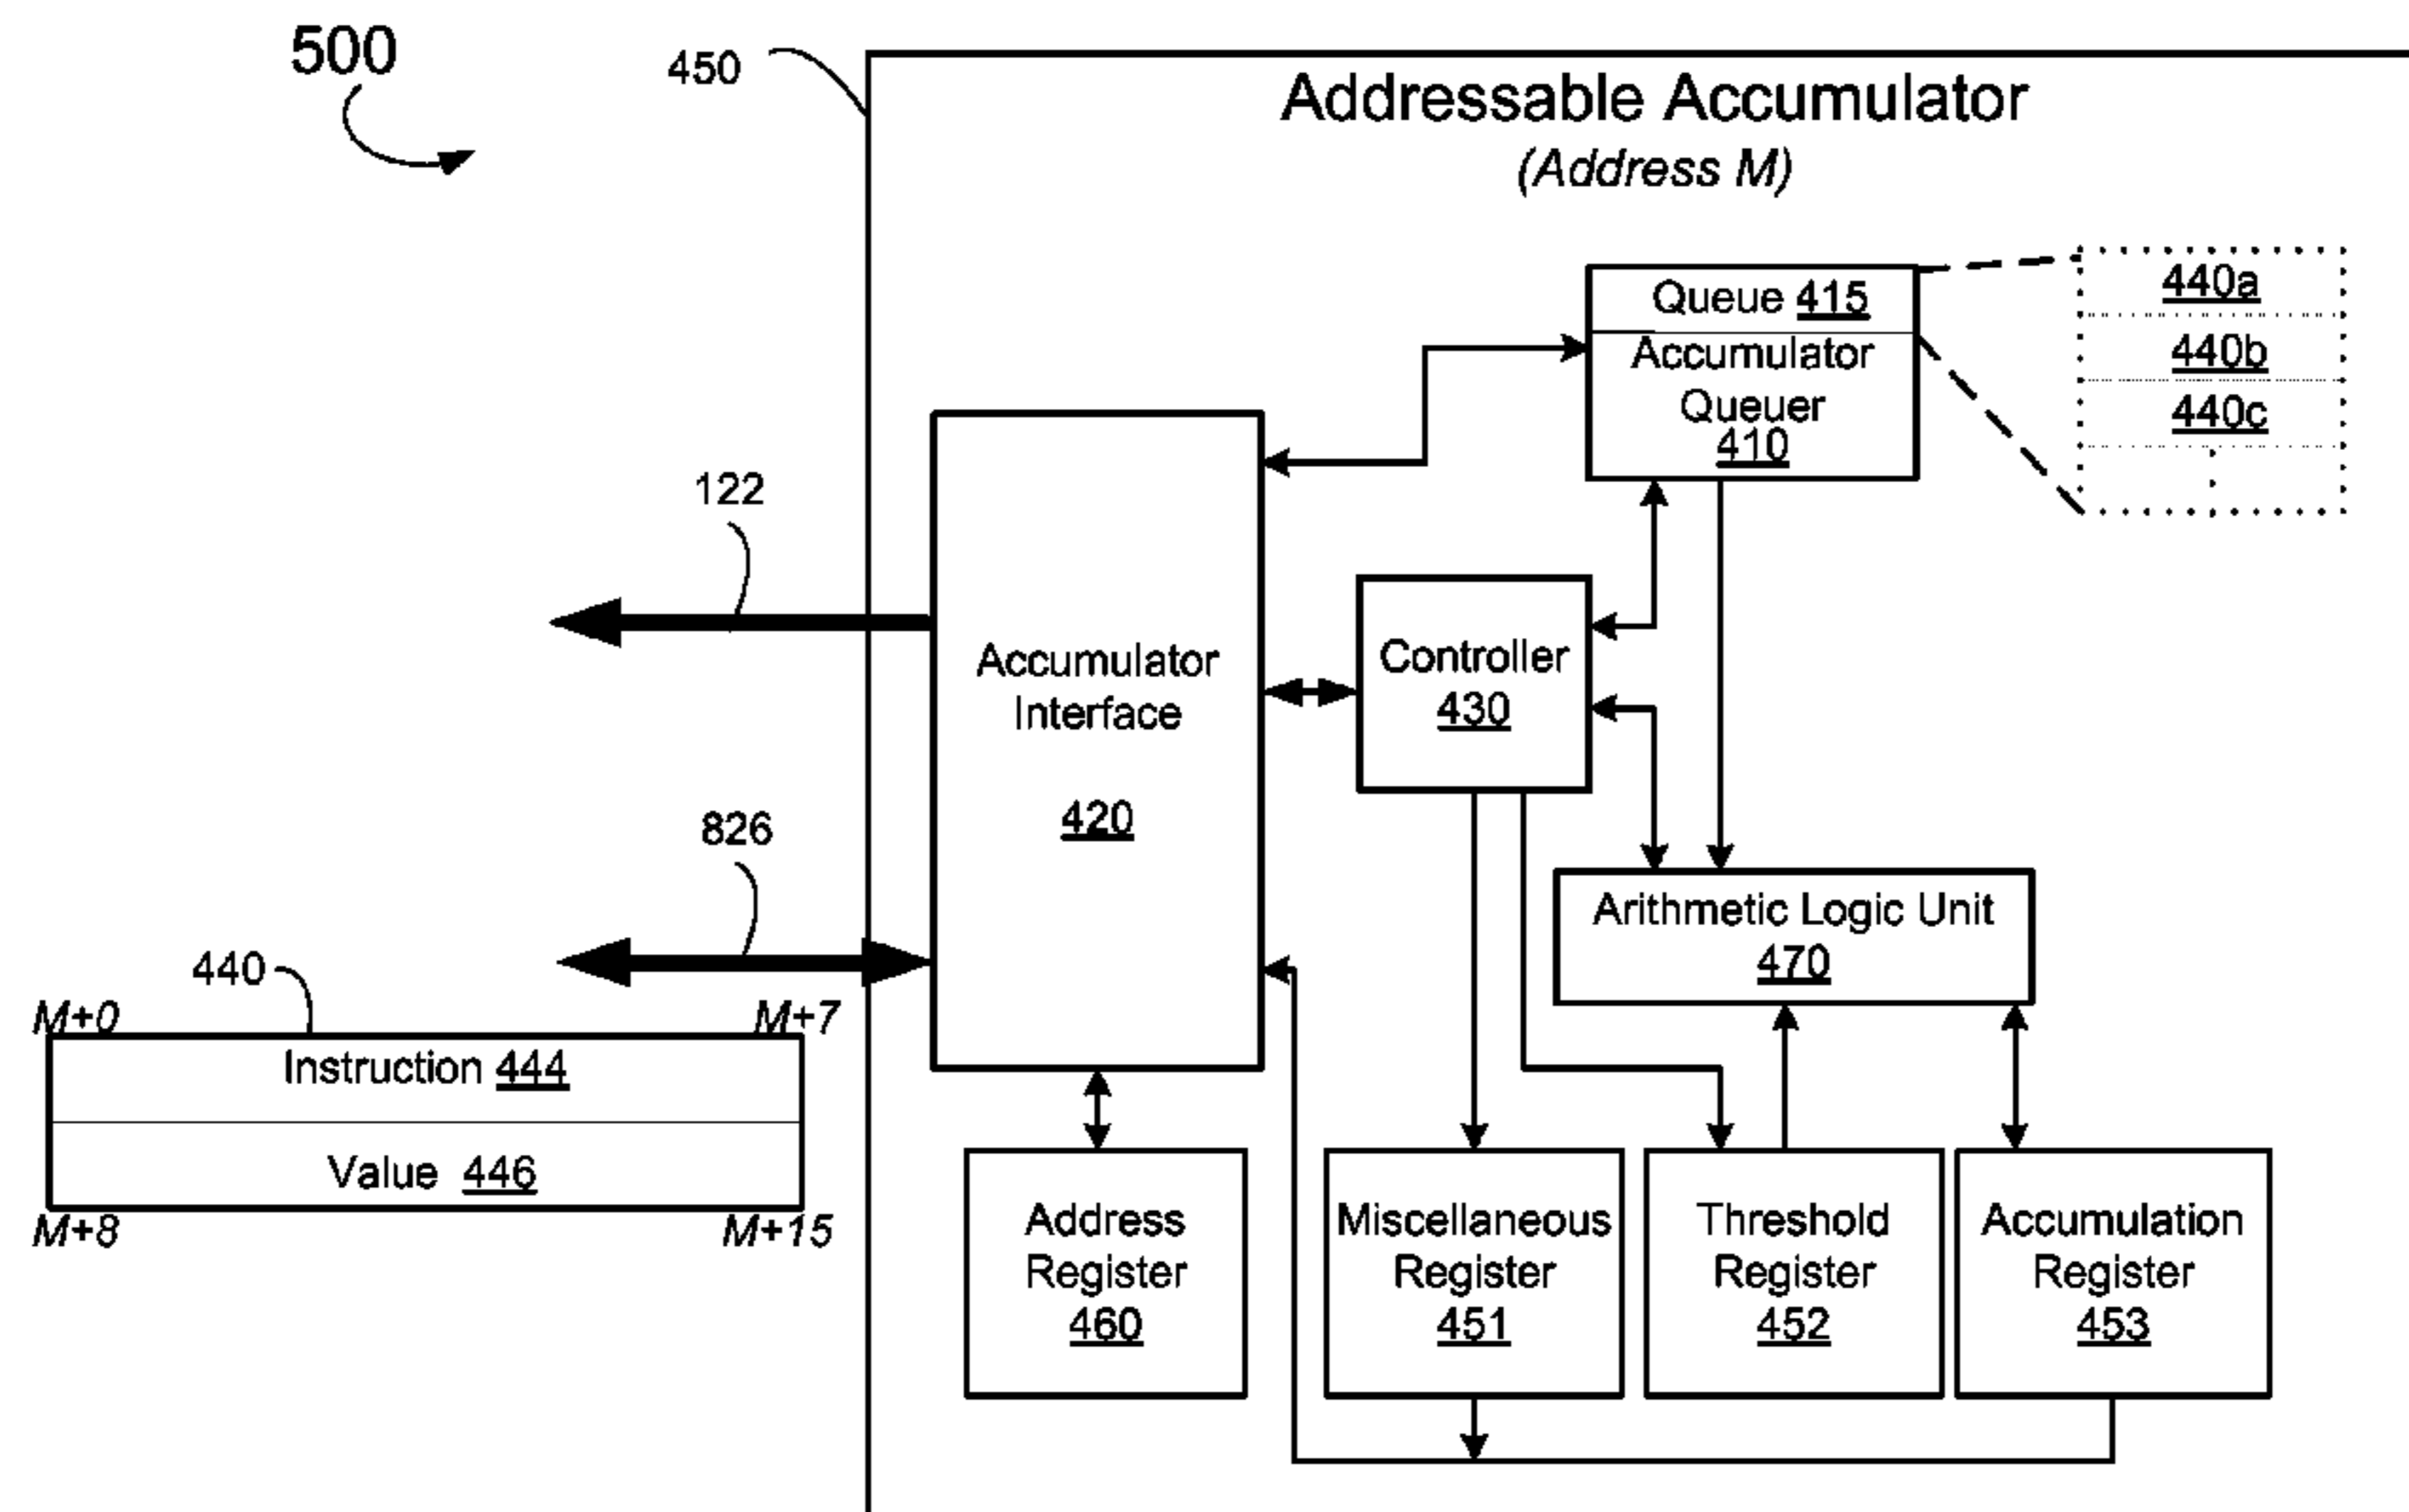 500
450
Addressable Accumulator
(Address M)
Queue 415
Accumulator
Queuer
410
440a
440b
440c
122
Accumulator
Interface
420
Controller
430
826
Arithmetic Logic Unit
470
440
M+0
M+7
Instruction 444
Value 446
M+8
M+15
Address
Register
460
Miscellaneous
Register
451
Threshold
Register
452
Accumulation
Register
453